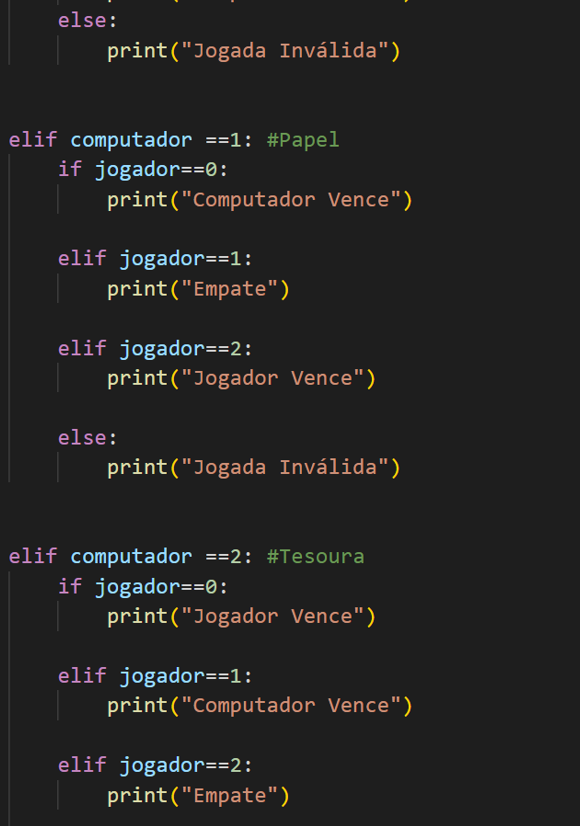 else:
print("Jogada Inválida")
elif computador ==1: #Papel
if jogador==0:
print("Computador Vence")
elif jogador==1:
print("Empate")
elif jogador==2:
print("Jogador Vence")
else:
print("Jogada Inválida")
elif computador ==2: #Tesoura
if jogador==0:
print("Jogador Vence")
elif jogador==1:
print("Computador Vence")
elif jogador==2:
print("Empate")